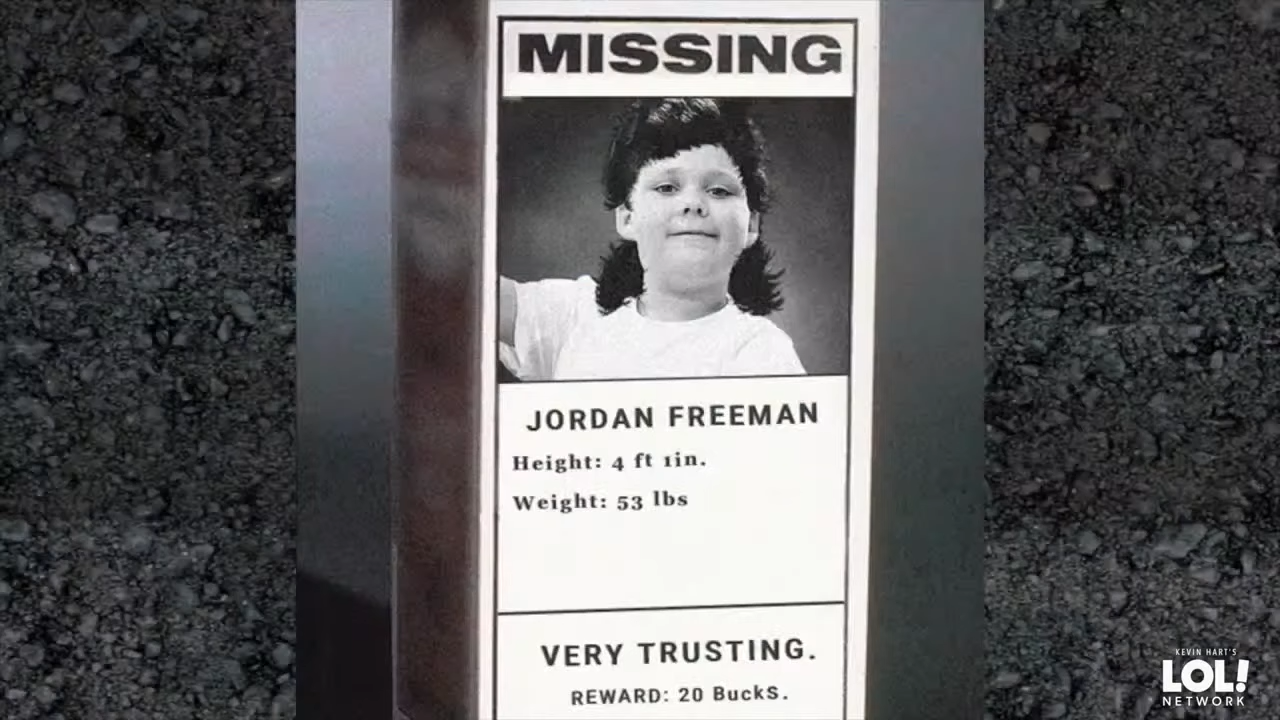 MISSING
JORDAN FREEMAN
Height: 4 ft 1in.
Weight: 53 lbs
VERY TRUSTING.
REWARD: 20 Bucks.
KEVIN HART'S
LOL!
NETWORK